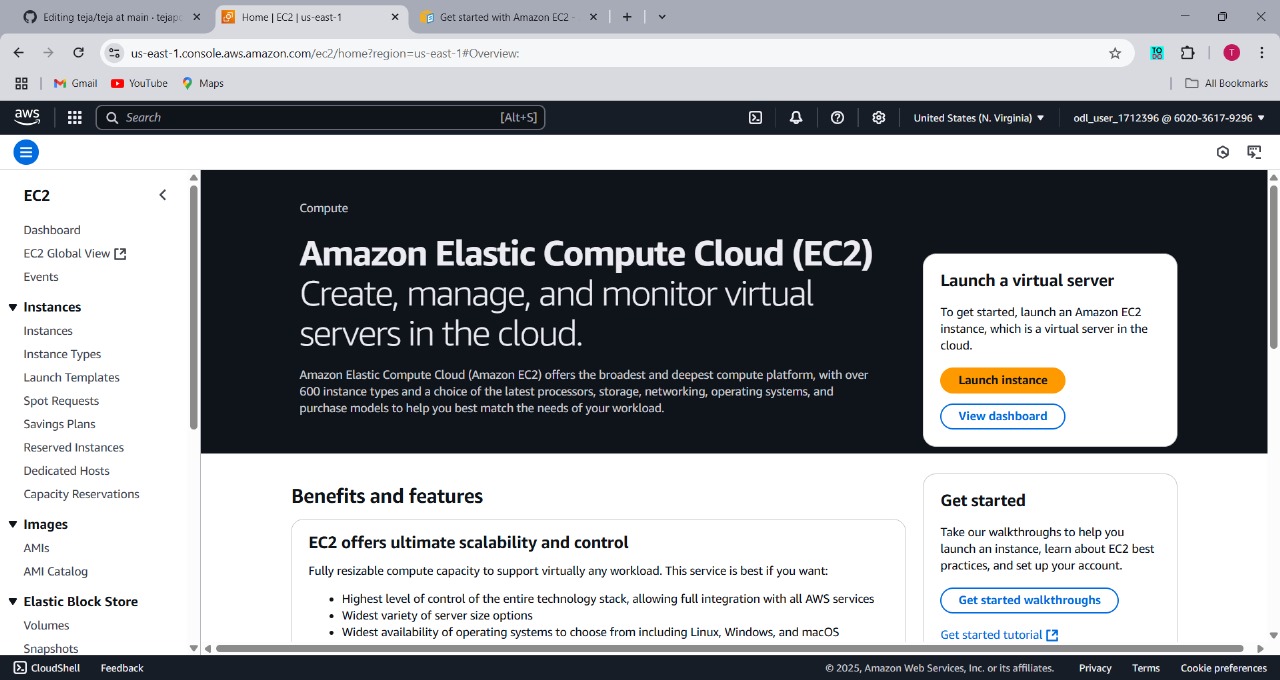 Editing teja/teja at main · tejapo
Home | EC2 | us-east-1
Get started with Amazon EC2 -
us-east-1.console.aws.amazon.com/ec2/home?region=us-east-1#Overview:
TO DO
T
Gmail
YouTube
Maps
All Bookmarks
aws
Search
[Alt+S]
United States (N. Virginia)
odl_user_1712396 @ 6020-3617-9296
EC2
Dashboard
EC2 Global View
Events
Instances
Instances
Instance Types
Launch Templates
Spot Requests
Savings Plans
Reserved Instances
Dedicated Hosts
Capacity Reservations
Images
AMIs
AMI Catalog
Elastic Block Store
Volumes
Snapshots
Compute
Amazon Elastic Compute Cloud (EC2)
Create, manage, and monitor virtual
servers in the cloud.
Amazon Elastic Compute Cloud (Amazon EC2) offers the broadest and deepest compute platform, with over
600 instance types and a choice of the latest processors, storage, networking, operating systems, and
purchase models to help you best match the needs of your workload.
Launch a virtual server
To get started, launch an Amazon EC2
instance, which is a virtual server in the
cloud.
Launch instance
View dashboard
Benefits and features
EC2 offers ultimate scalability and control
Fully resizable compute capacity to support virtually any workload. This service is best if you want:
• Highest level of control of the entire technology stack, allowing full integration with all AWS services
• Widest variety of server size options
• Widest availability of operating systems to choose from including Linux, Windows, and macOS
Get started
Take our walkthroughs to help you
launch an instance, learn about EC2 best
practices, and set up your account.
Get started walkthroughs
Get started tutorial
CloudShell
Feedback
© 2025, Amazon Web Services, Inc. or its affiliates.
Privacy
Terms
Cookie preferences